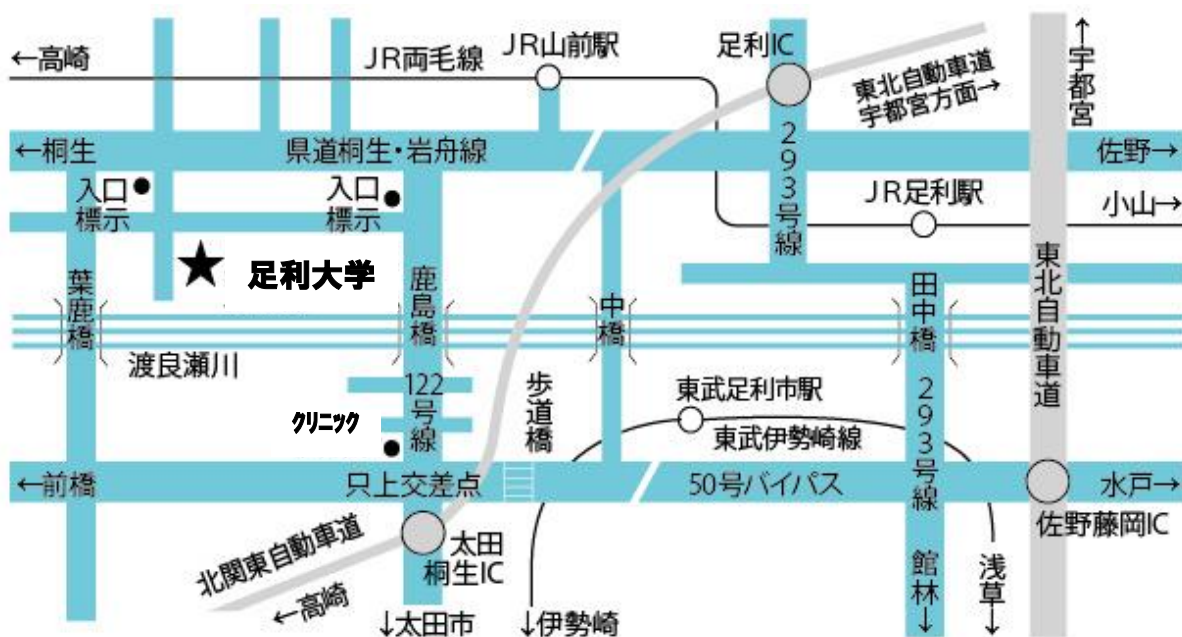 ←高崎
JR両毛線
JR山前駅
足利IC
東北自動車道
宇都宮方面→
↑宇都宮
←桐生
県道桐生・岩舟線
293号線
佐野→
入口
標示
入口
標示
JR足利駅
小山→
★ 足利大学
葉鹿橋
鹿島橋
中橋
田中橋
東北自動車道
渡良瀬川
122号線
歩道橋
東武足利市駅
東武伊勢崎線
293号線
クリニック
←前橋
只上交差点
50号バイパス
水戸→
佐野藤岡IC
北関東自動車道
←高崎
太田
桐生IC
館林↓
浅草↓
↓太田市
↓伊勢崎